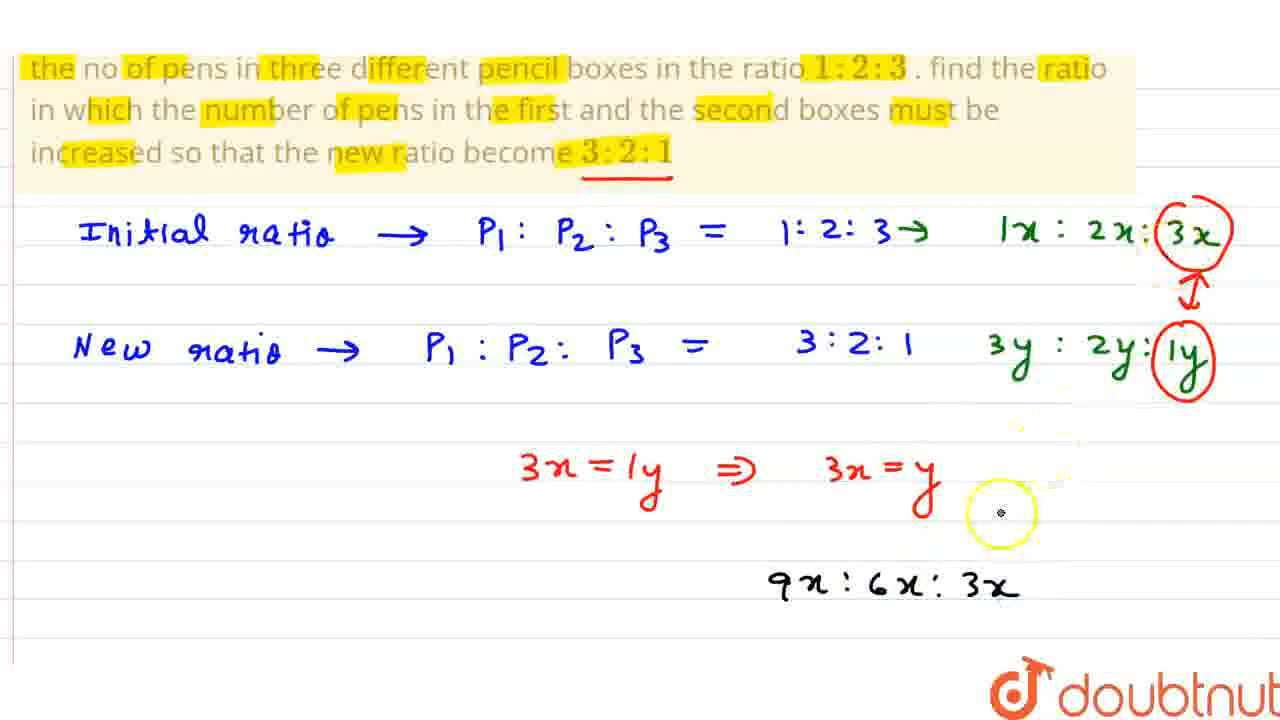 the no of pens in three different pencil boxes in the ratio 1 : 2 : 3 . find the ratio
in which the number of pens in the first and the second boxes must be
increased so that the new ratio become 3 : 2 : 1
Initial ratio → P₁ : P₂ : P₃ = 1 : 2 : 3 → 1x : 2x : 3x
New ratio → P₁ : P₂ : P₃ = 3 : 2 : 1 3y : 2y : 1y
3x = 1y ⇒ 3x = y
9x : 6x : 3x
doubtnut